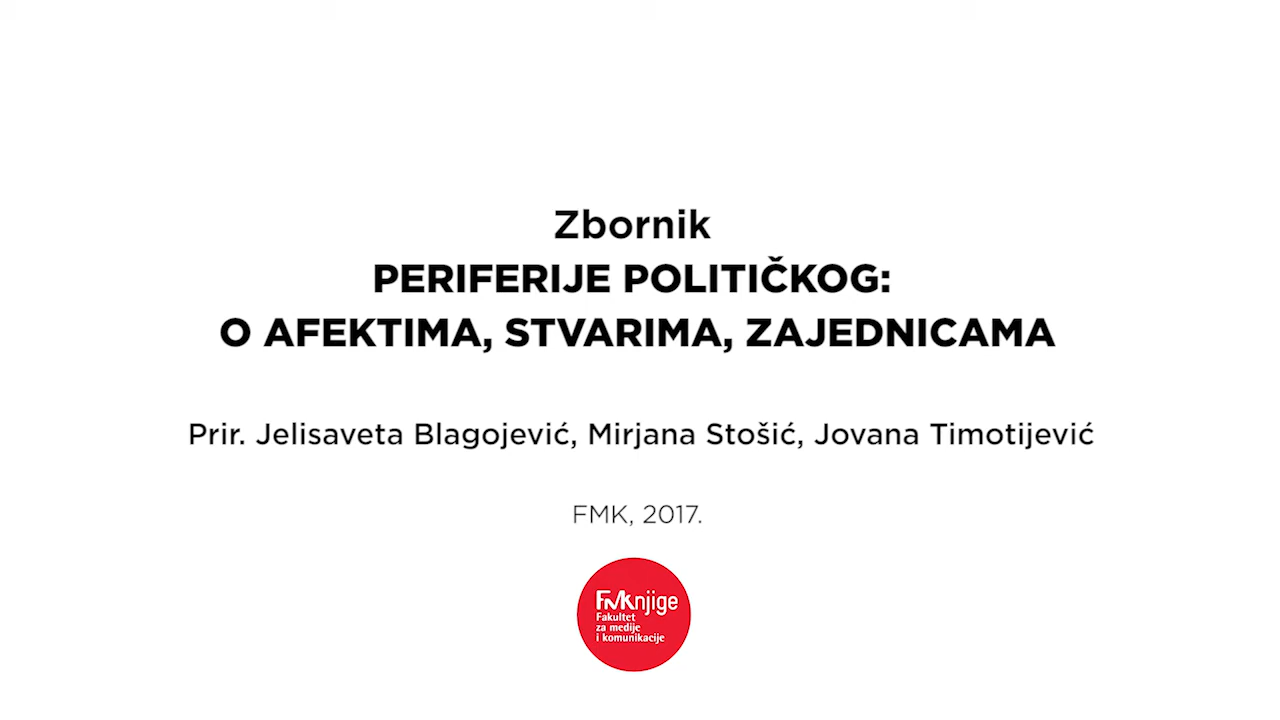 Zbornik
PERIFERIJE POLITIČKOG:
O AFEKTIMA, STVARIMA, ZAJEDNICAMA
Prir. Jelisaveta Blagojević, Mirjana Stošić, Jovana Timotijević
FMK, 2017.
FMKnjige
Fakultet
za medije
i komunikacije